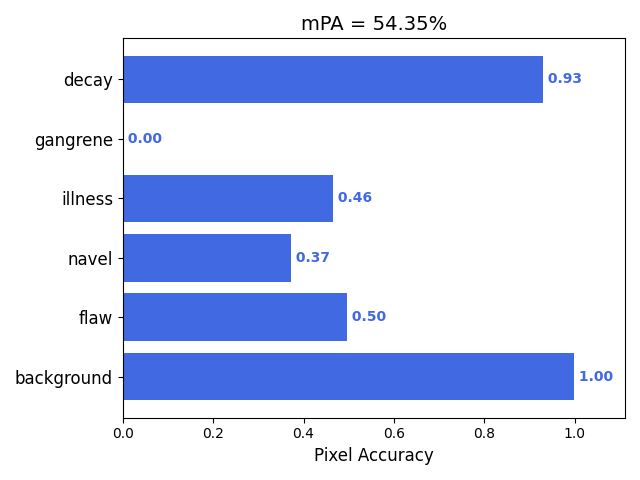 mPA = 54.35%
decay 0.93
gangrene 0.00
illness 0.46
navel 0.37
flaw 0.50
background 1.00
0.0 0.2 0.4 0.6 0.8 1.0
Pixel Accuracy